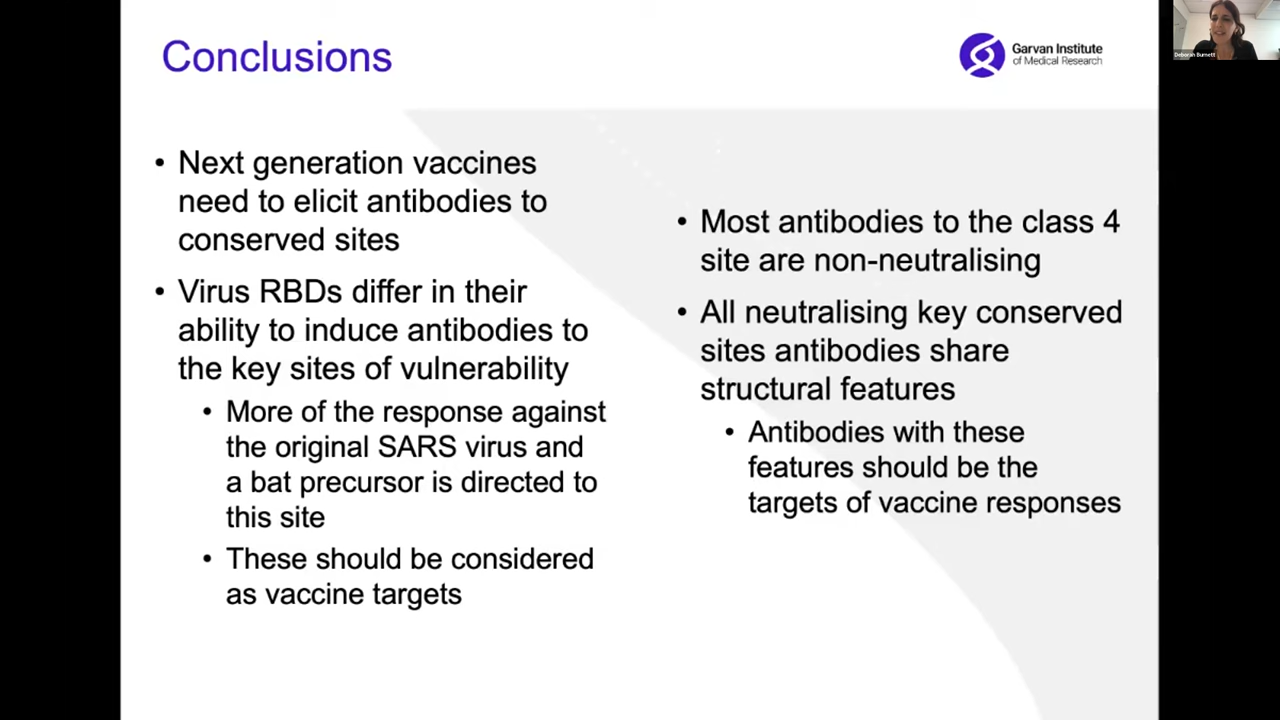 Conclusions
Garvan Institute
of Medical Research
Deborah Burnett
• Next generation vaccines
need to elicit antibodies to
conserved sites
• Virus RBDs differ in their
ability to induce antibodies to
the key sites of vulnerability
• More of the response against
the original SARS virus and
a bat precursor is directed to
this site
• These should be considered
as vaccine targets
• Most antibodies to the class 4
site are non-neutralising
• All neutralising key conserved
sites antibodies share
structural features
• Antibodies with these
features should be the
targets of vaccine responses